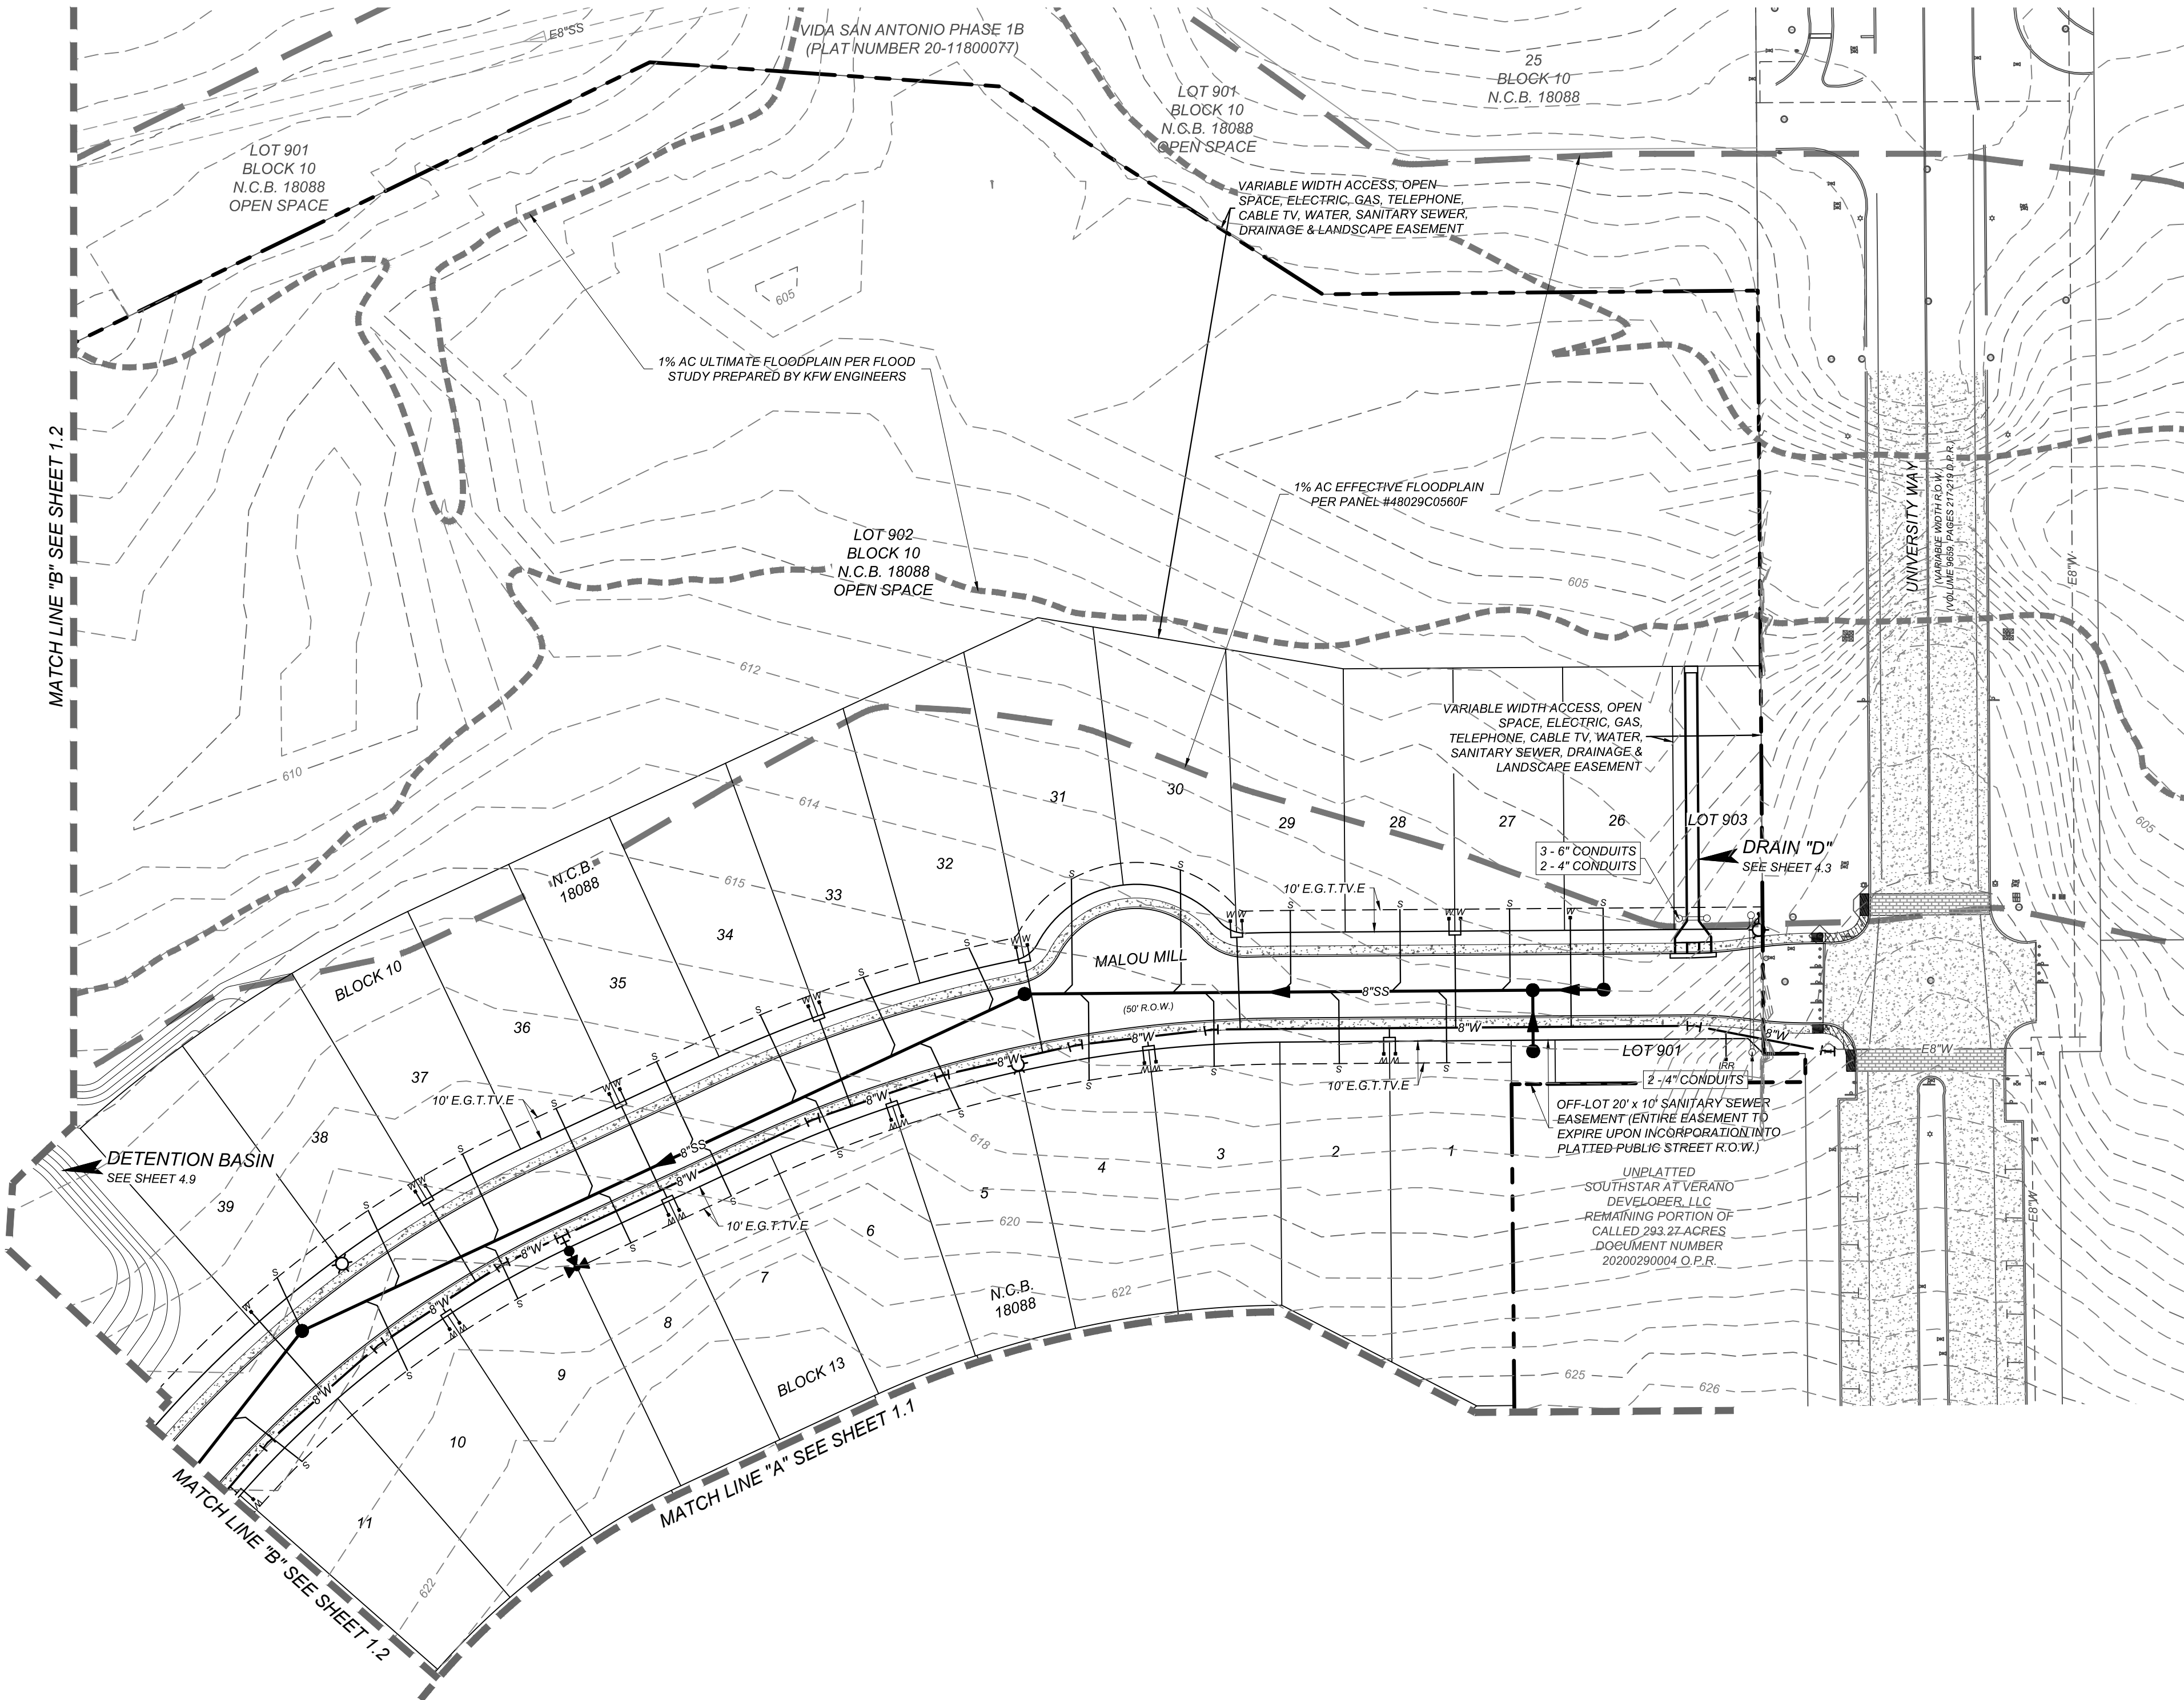 E8"SS
VIDA SAN ANTONIO PHASE 1B
(PLAT NUMBER 20-11800077)
25
BLOCK 10
N.C.B. 18088
LOT 901
BLOCK 10
N.C.B. 18088
OPEN SPACE
LOT 901
BLOCK 10
N.C.B. 18088
OPEN SPACE
VARIABLE WIDTH ACCESS, OPEN
SPACE, ELECTRIC, GAS, TELEPHONE,
CABLE TV, WATER, SANITARY SEWER,
DRAINAGE & LANDSCAPE EASEMENT
605
1% AC ULTIMATE FLOODPLAIN PER FLOOD
STUDY PREPARED BY KFW ENGINEERS
MATCH LINE "B" SEE SHEET 1.2
1% AC EFFECTIVE FLOODPLAIN
PER PANEL #48029C0560F
UNIVERSITY WAY
(VARIABLE WIDTH R.O.W.)
(VOLUME 9659, PAGES 217-219 D.P.R.)
E8"W
LOT 902
BLOCK 10
N.C.B. 18088
OPEN SPACE
605
612
610
614
615
VARIABLE WIDTH ACCESS, OPEN
SPACE, ELECTRIC, GAS,
TELEPHONE, CABLE TV, WATER,
SANITARY SEWER, DRAINAGE &
LANDSCAPE EASEMENT
31
30
29
28
27
26
LOT 903
605
3 - 6" CONDUITS
2 - 4" CONDUITS
DRAIN "D"
SEE SHEET 4.3
N.C.B.
18088
32
33
34
35
36
37
38
39
BLOCK 10
10' E.G.T.TV.E
MALOU MILL
(50' R.O.W.)
8"SS
8"W
8"W
8"W
8"W
8"W
LOT 901
E8"W
IRR
2 - 4" CONDUITS
10' E.G.T.TV.E
10' E.G.T.TV.E
OFF-LOT 20' x 10' SANITARY SEWER
EASEMENT (ENTIRE EASEMENT TO
EXPIRE UPON INCORPORATION INTO
PLATTED PUBLIC STREET R.O.W.)
DETENTION BASIN
SEE SHEET 4.9
8"SS
8"W
10' E.G.T.TV.E
8"W
8"W
8"W
618
620
622
1
2
3
4
5
6
7
8
9
10
11
UNPLATTED
SOUTHSTAR AT VERANO
DEVELOPER, LLC
REMAINING PORTION OF
CALLED 293.27 ACRES
DOCUMENT NUMBER
20200290004 O.P.R.
E8"W
N.C.B.
18088
BLOCK 13
625
626
622
MATCH LINE "A" SEE SHEET 1.1
MATCH LINE "B" SEE SHEET 1.2